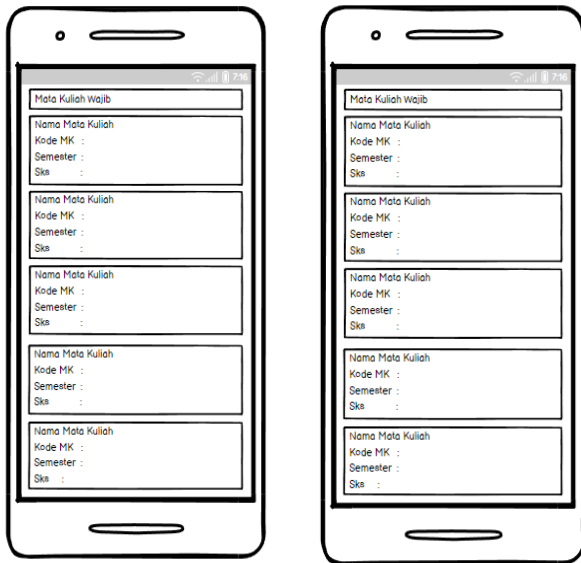 7:16
Mata Kuliah Wajib
Nama Mata Kuliah
Kode MK :
Semester :
Sks :
Nama Mata Kuliah
Kode MK :
Semester :
Sks :
Nama Mata Kuliah
Kode MK :
Semester :
Sks :
Nama Mata Kuliah
Kode MK :
Semester :
Sks :
Nama Mata Kuliah
Kode MK :
Semester :
Sks :
7:16
Mata Kuliah Wajib
Nama Mata Kuliah
Kode MK :
Semester :
Sks :
Nama Mata Kuliah
Kode MK :
Semester :
Sks :
Nama Mata Kuliah
Kode MK :
Semester :
Sks :
Nama Mata Kuliah
Kode MK :
Semester :
Sks :
Nama Mata Kuliah
Kode MK :
Semester :
Sks :